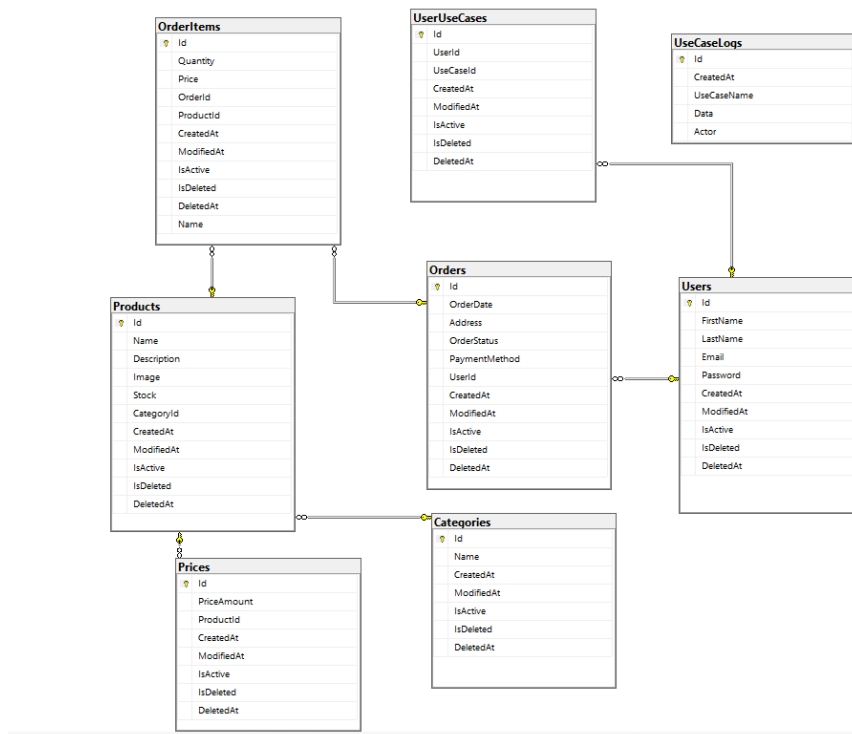 OrderItems
Id
Quantity
Price
OrderId
ProductId
CreatedAt
ModifiedAt
IsActive
IsDeleted
DeletedAt
Name
UserUseCases
Id
UserId
UseCaseId
CreatedAt
ModifiedAt
IsActive
IsDeleted
DeletedAt
UseCaseLogs
Id
CreatedAt
UseCaseName
Data
Actor
Products
Id
Name
Description
Image
Stock
CategoryId
CreatedAt
ModifiedAt
IsActive
IsDeleted
DeletedAt
Orders
Id
OrderDate
Address
OrderStatus
PaymentMethod
UserId
CreatedAt
ModifiedAt
IsActive
IsDeleted
DeletedAt
Users
Id
FirstName
LastName
Email
Password
CreatedAt
ModifiedAt
IsActive
IsDeleted
DeletedAt
Prices
Id
PriceAmount
ProductId
CreatedAt
ModifiedAt
IsActive
IsDeleted
DeletedAt
Categories
Id
Name
CreatedAt
ModifiedAt
IsActive
IsDeleted
DeletedAt